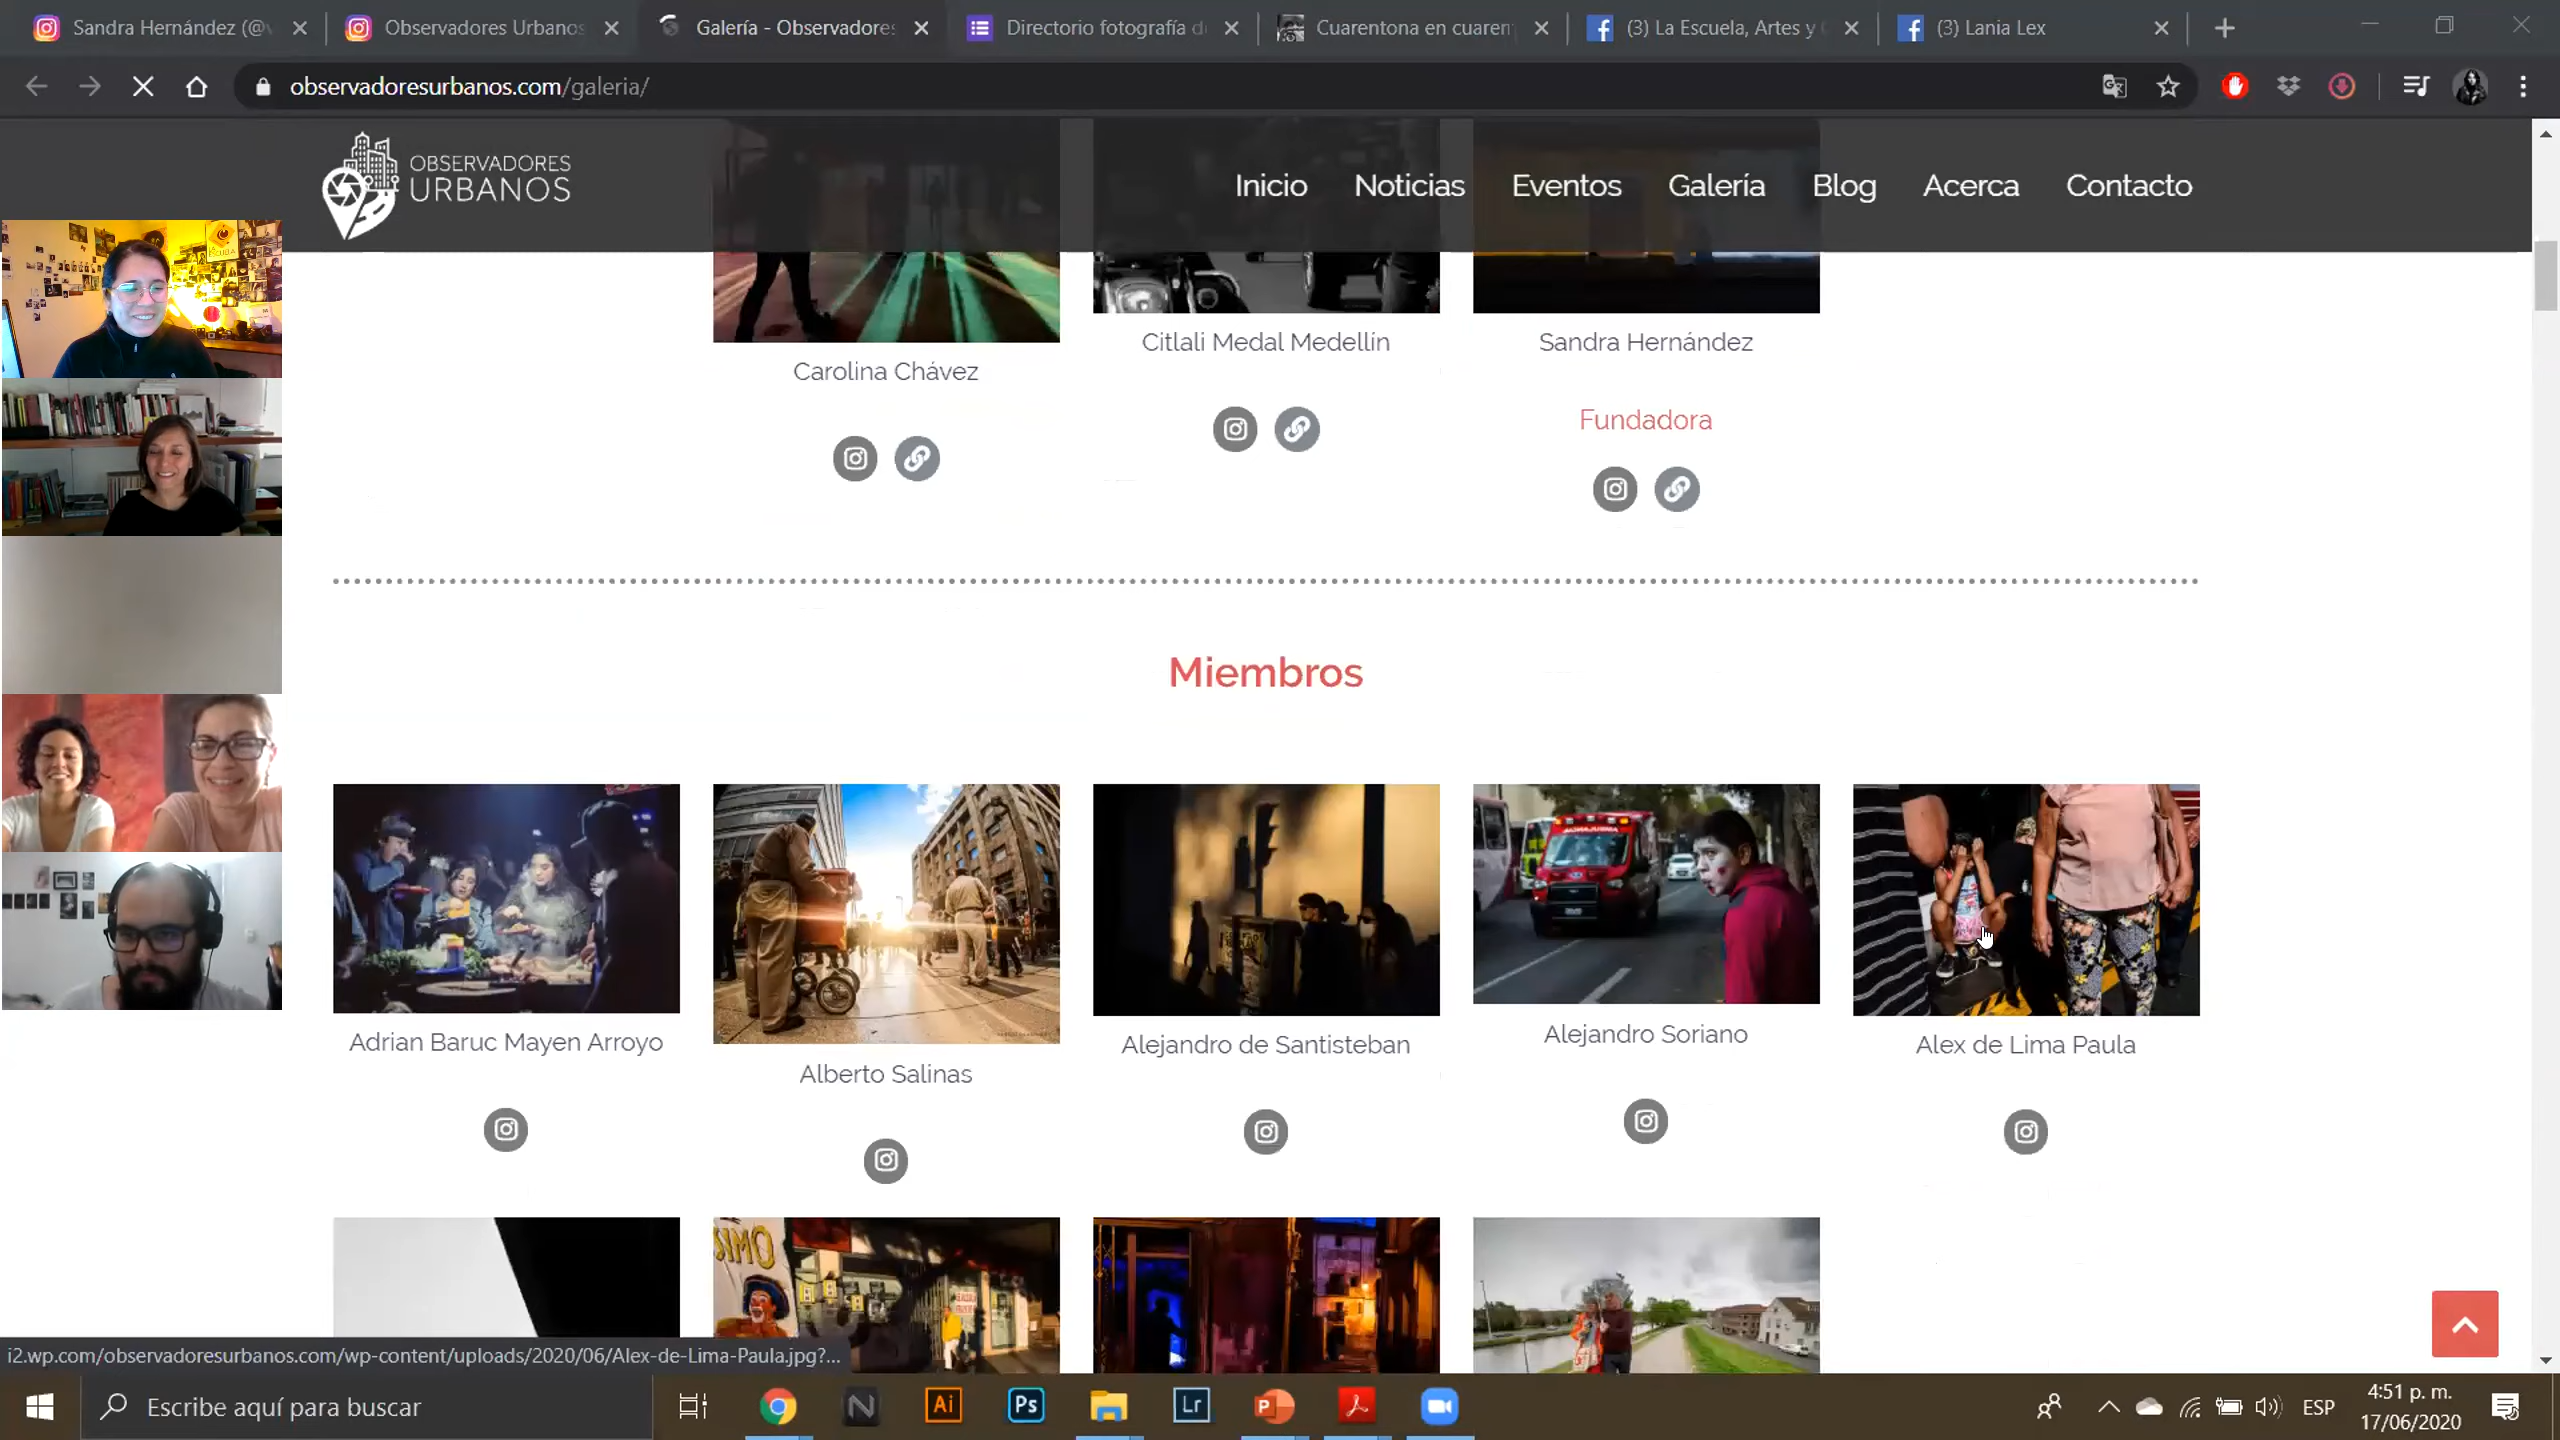 Sandra Hernández (@v
Observadores Urbanos
Galería - Observadores
Directorio fotografía d
Cuarentona en cuaren
(3) La Escuela, Artes y
(3) Lania Lex
observadoresurbanos.com/galeria/
OBSERVADORES
URBANOS
Inicio
Noticias
Eventos
Galería
Blog
Acerca
Contacto
Carolina Chávez
Citlali Medal Medellín
Sandra Hernández
Fundadora
Miembros
Adrian Baruc Mayen Arroyo
Alberto Salinas
Alejandro de Santisteban
Alejandro Soriano
Alex de Lima Paula
SIMO
i2.wp.com/observadoresurbanos.com/wp-content/uploads/2020/06/Alex-de-Lima-Paula.jpg?...
Escribe aquí para buscar
N
Ai
Ps
Lr
P
ESP
4:51 p. m.
17/06/2020